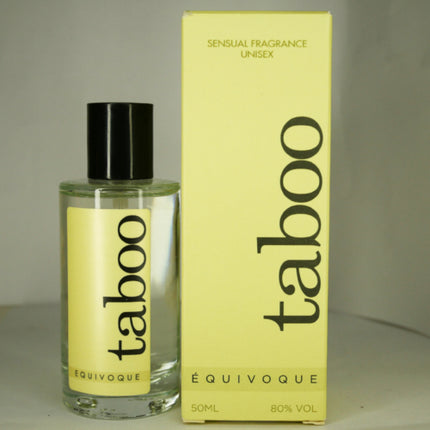 taboo
ÉQUIVOQUE
SENSUAL FRAGRANCE
UNISEX
taboo
ÉQUIVOQUE
50ML 80% VOL